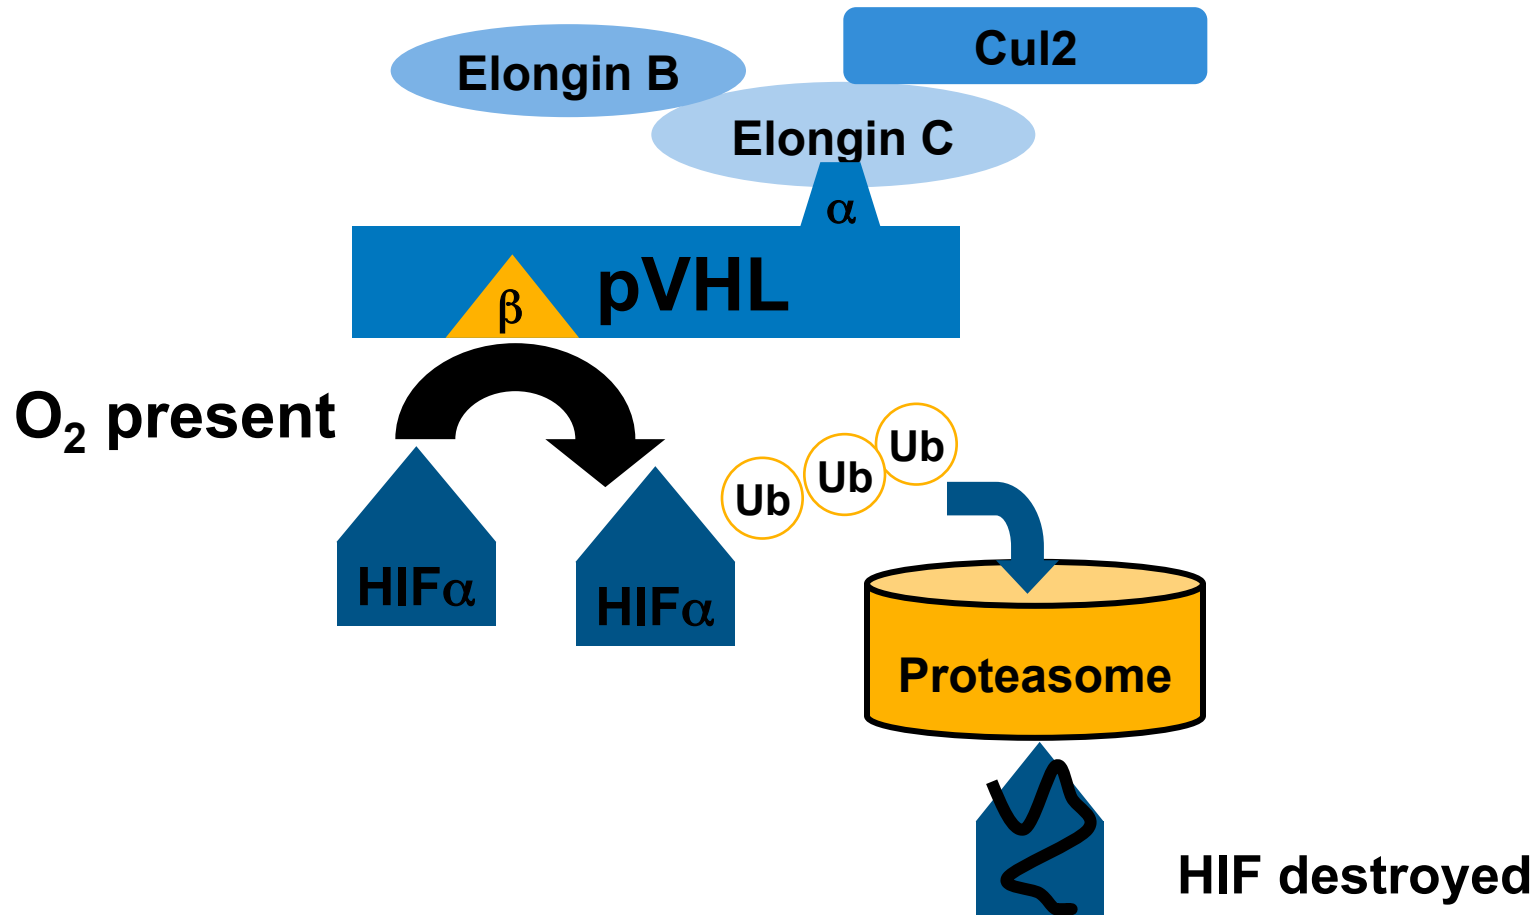 Elongin B
Cul2
Elongin C
α
pVHL
β
O₂ present
Ub
Ub
Ub
HIFα
HIFα
Proteasome
HIF destroyed